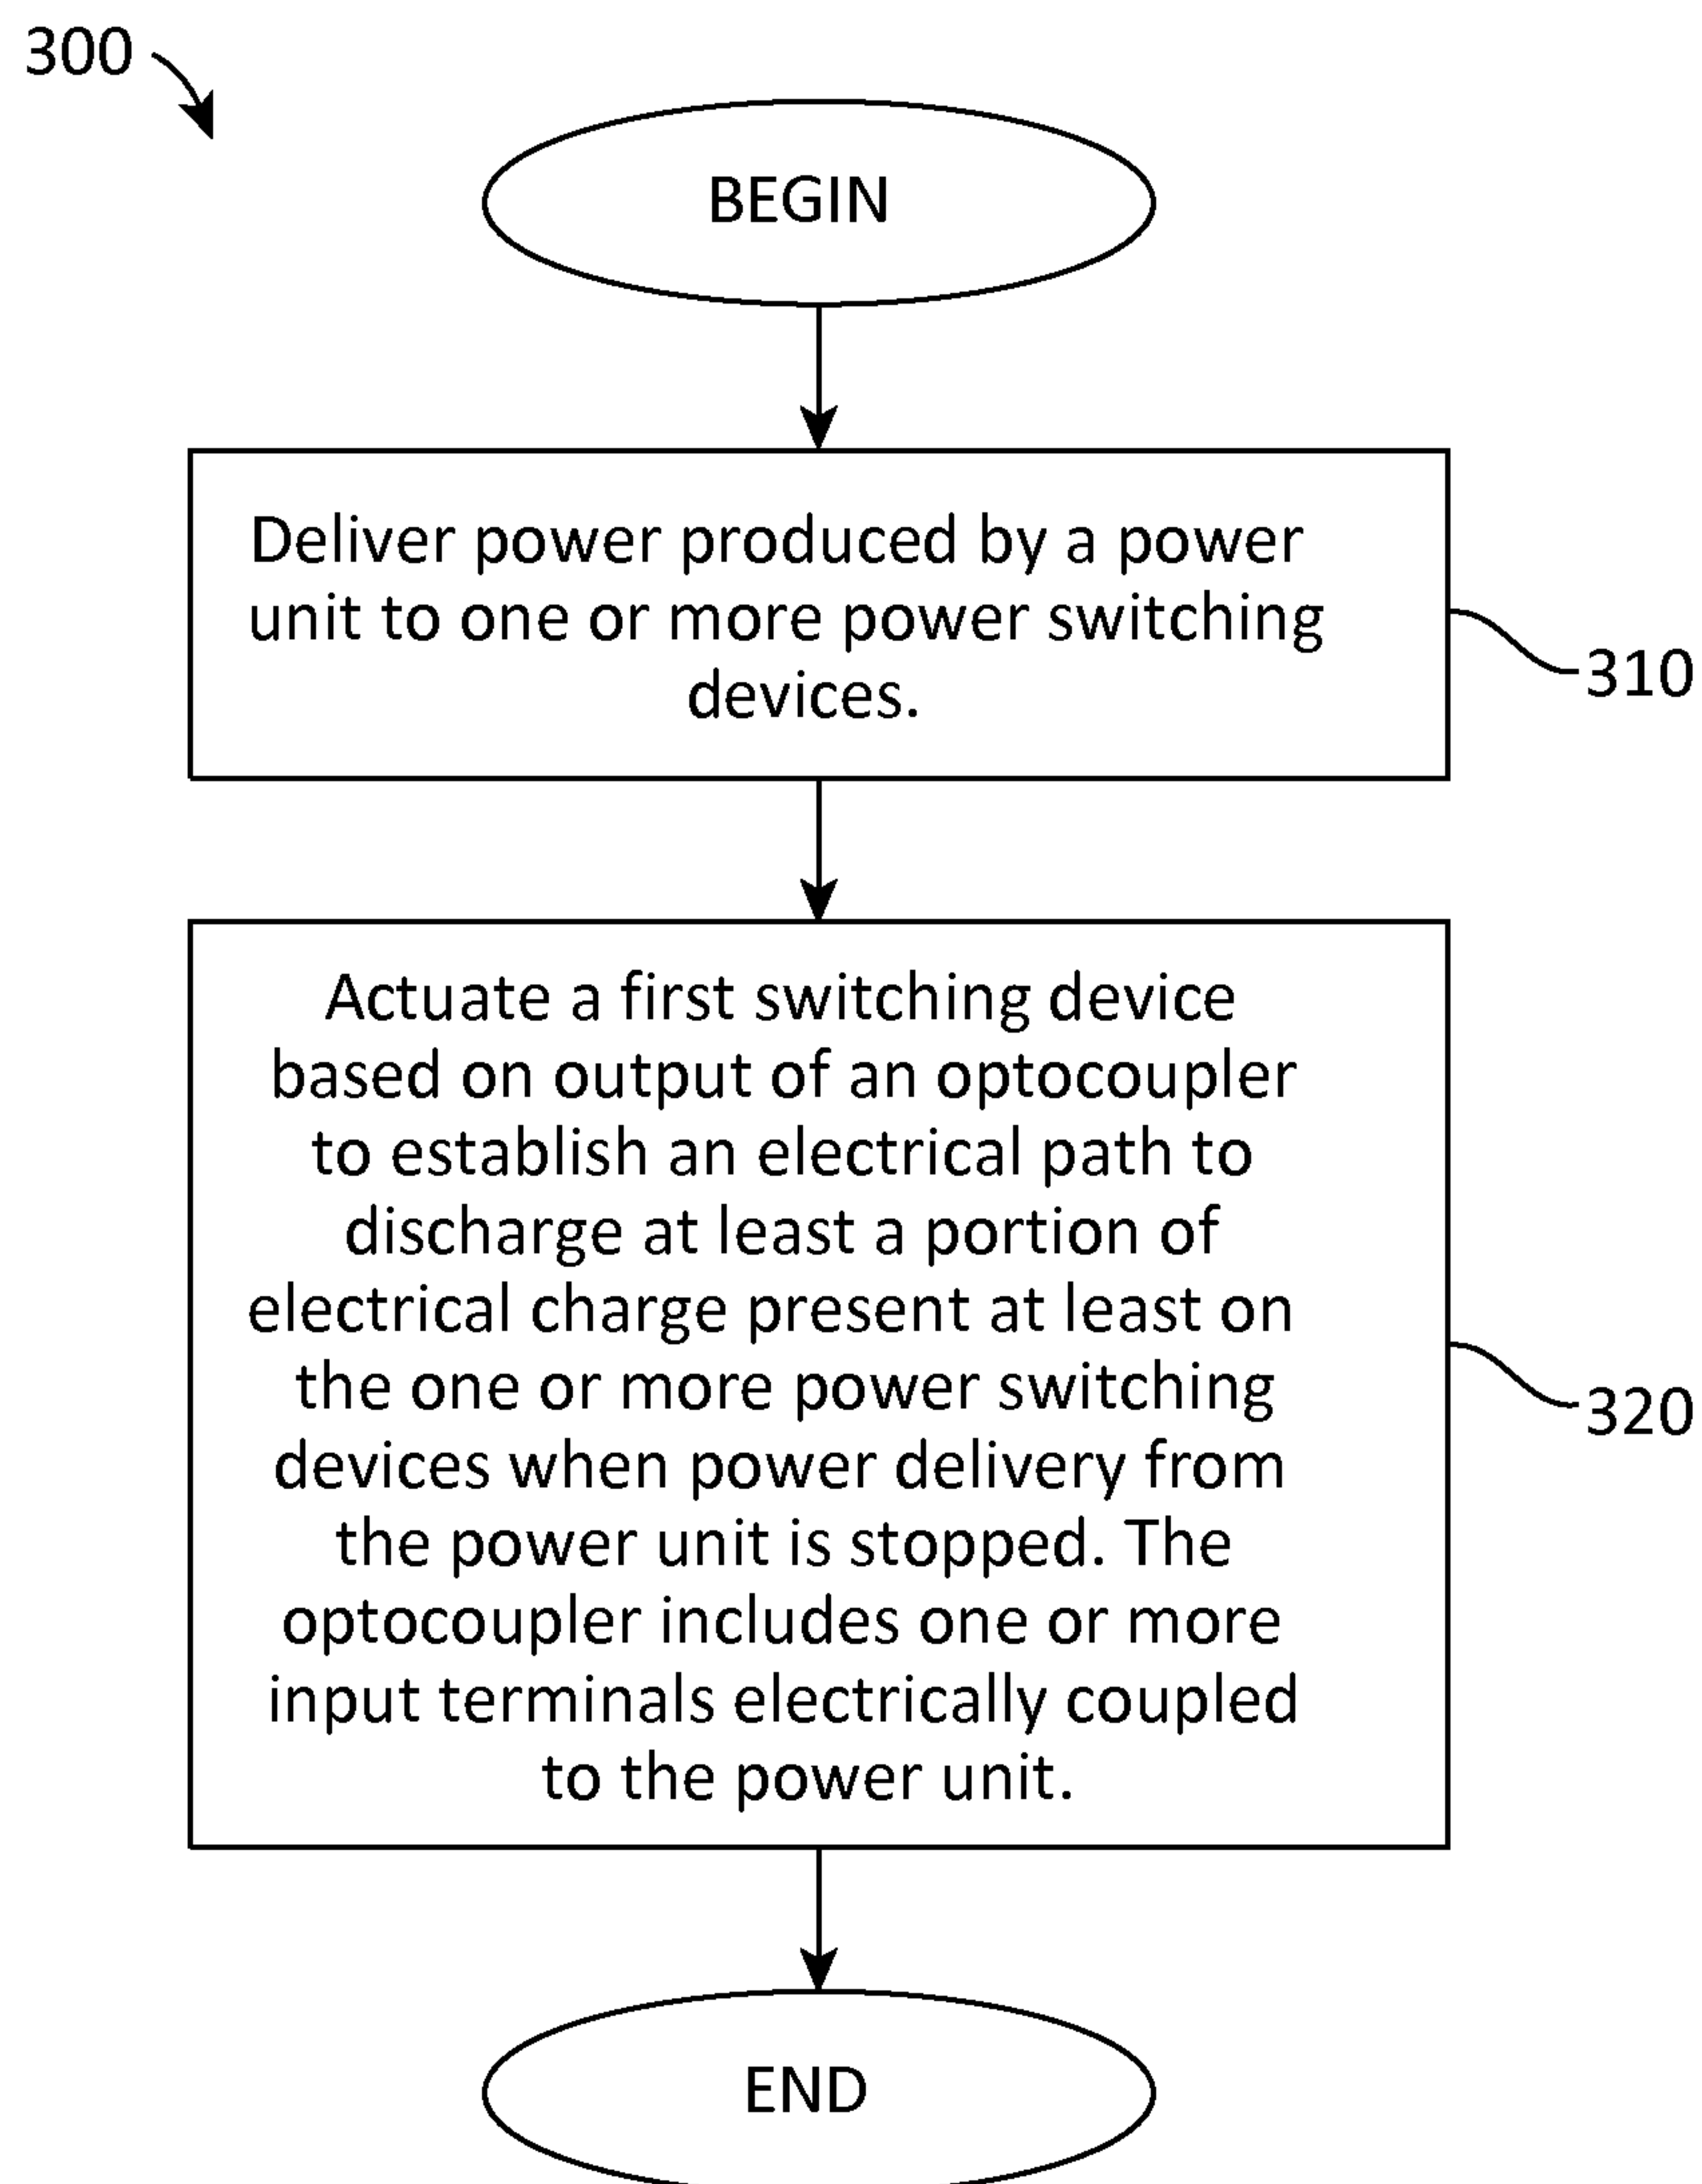 300
BEGIN
Deliver power produced by a power
unit to one or more power switching
devices.
310
Actuate a first switching device
based on output of an optocoupler
to establish an electrical path to
discharge at least a portion of
electrical charge present at least on
the one or more power switching
devices when power delivery from
the power unit is stopped. The
optocoupler includes one or more
input terminals electrically coupled
to the power unit.
320
END